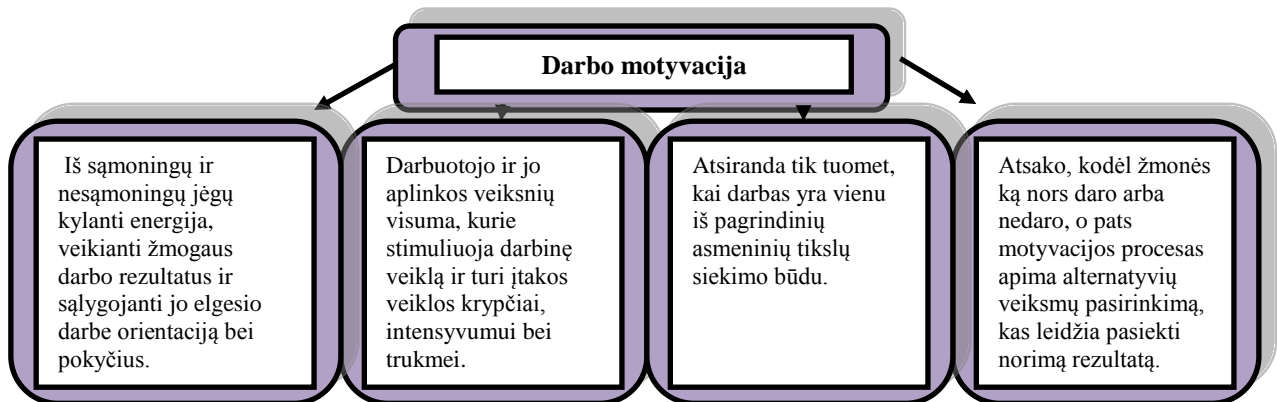 Darbo motyvacija
Iš sąmoningų ir
nesąmoningų jėgų
kylanti energija,
veikianti žmogaus
darbo rezultatus ir
sąlygojanti jo elgesio
darbe orientaciją bei
pokyčius.
Darbuotojo ir jo
aplinkos veiksnių
visuma, kurie
stimuliuoja darbinę
veiklą ir turi įtakos
veiklos krypčiai,
intensyvumui bei
trukmei.
Atsiranda tik tuomet,
kai darbas yra vienu
iš pagrindinių
asmeninių tikslų
siekimo būdu.
Atsako, kodėl žmonės
ką nors daro arba
nedaro, o pats
motyvacijos procesas
apima alternatyvių
veiksmų pasirinkimą,
kas leidžia pasiekti
norimą rezultatą.